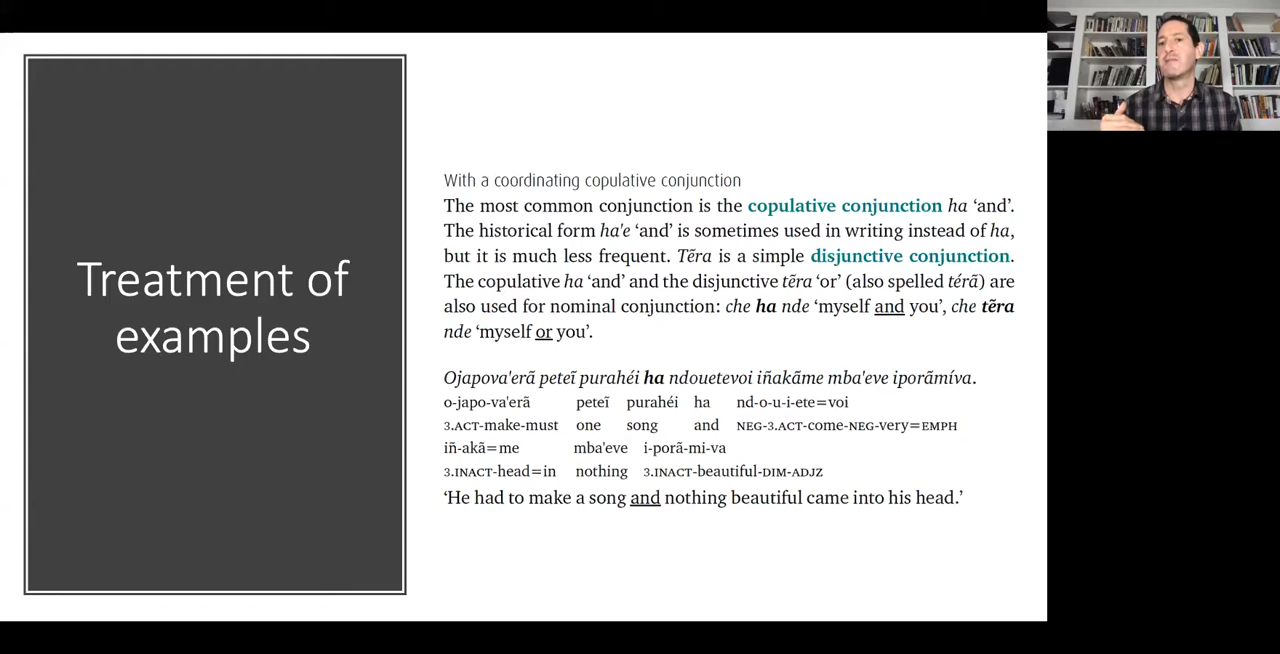 Treatment of
examples
With a coordinating copulative conjunction
The most common conjunction is the copulative conjunction ha ‘and’.
The historical form ha'e ‘and’ is sometimes used in writing instead of ha,
but it is much less frequent. Tẽra is a simple disjunctive conjunction.
The copulative ha ‘and’ and the disjunctive tẽra ‘or’ (also spelled térã) are
also used for nominal conjunction: che ha nde ‘myself and you’, che tẽra
nde ‘myself or you’.
Ojapova'erã peteĩ purahéi ha ndouetevoi iñakãme mba'eve iporãmíva.
o-japo-va'erã peteĩ purahéi ha nd-o-u-i-ete=voi
3.ACT-make-must one song and NEG-3.ACT-come-NEG-very=EMPH
iñ-akã=me mba'eve i-porã-mi-va
3.INACT-head=in nothing 3.INACT-beautiful-DIM-ADJZ
‘He had to make a song and nothing beautiful came into his head.’